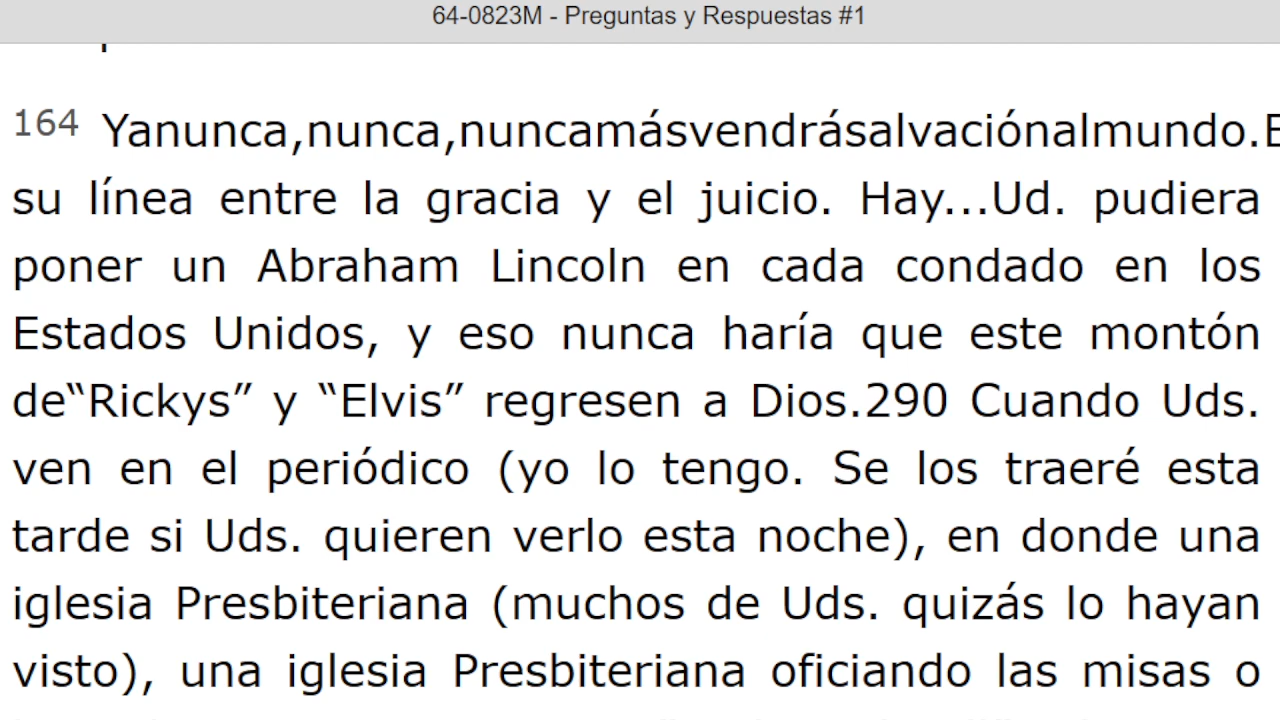 64-0823M - Preguntas y Respuestas #1
164 Yanunca,nunca,nuncamásvendrásalvaciónalmundo.E
su línea entre la gracia y el juicio. Hay...Ud. pudiera
poner un Abraham Lincoln en cada condado en los
Estados Unidos, y eso nunca haría que este montón
de“Rickys” y “Elvis” regresen a Dios.290 Cuando Uds.
ven en el periódico (yo lo tengo. Se los traeré esta
tarde si Uds. quieren verlo esta noche), en donde una
iglesia Presbiteriana (muchos de Uds. quizás lo hayan
visto), una iglesia Presbiteriana oficiando las misas o